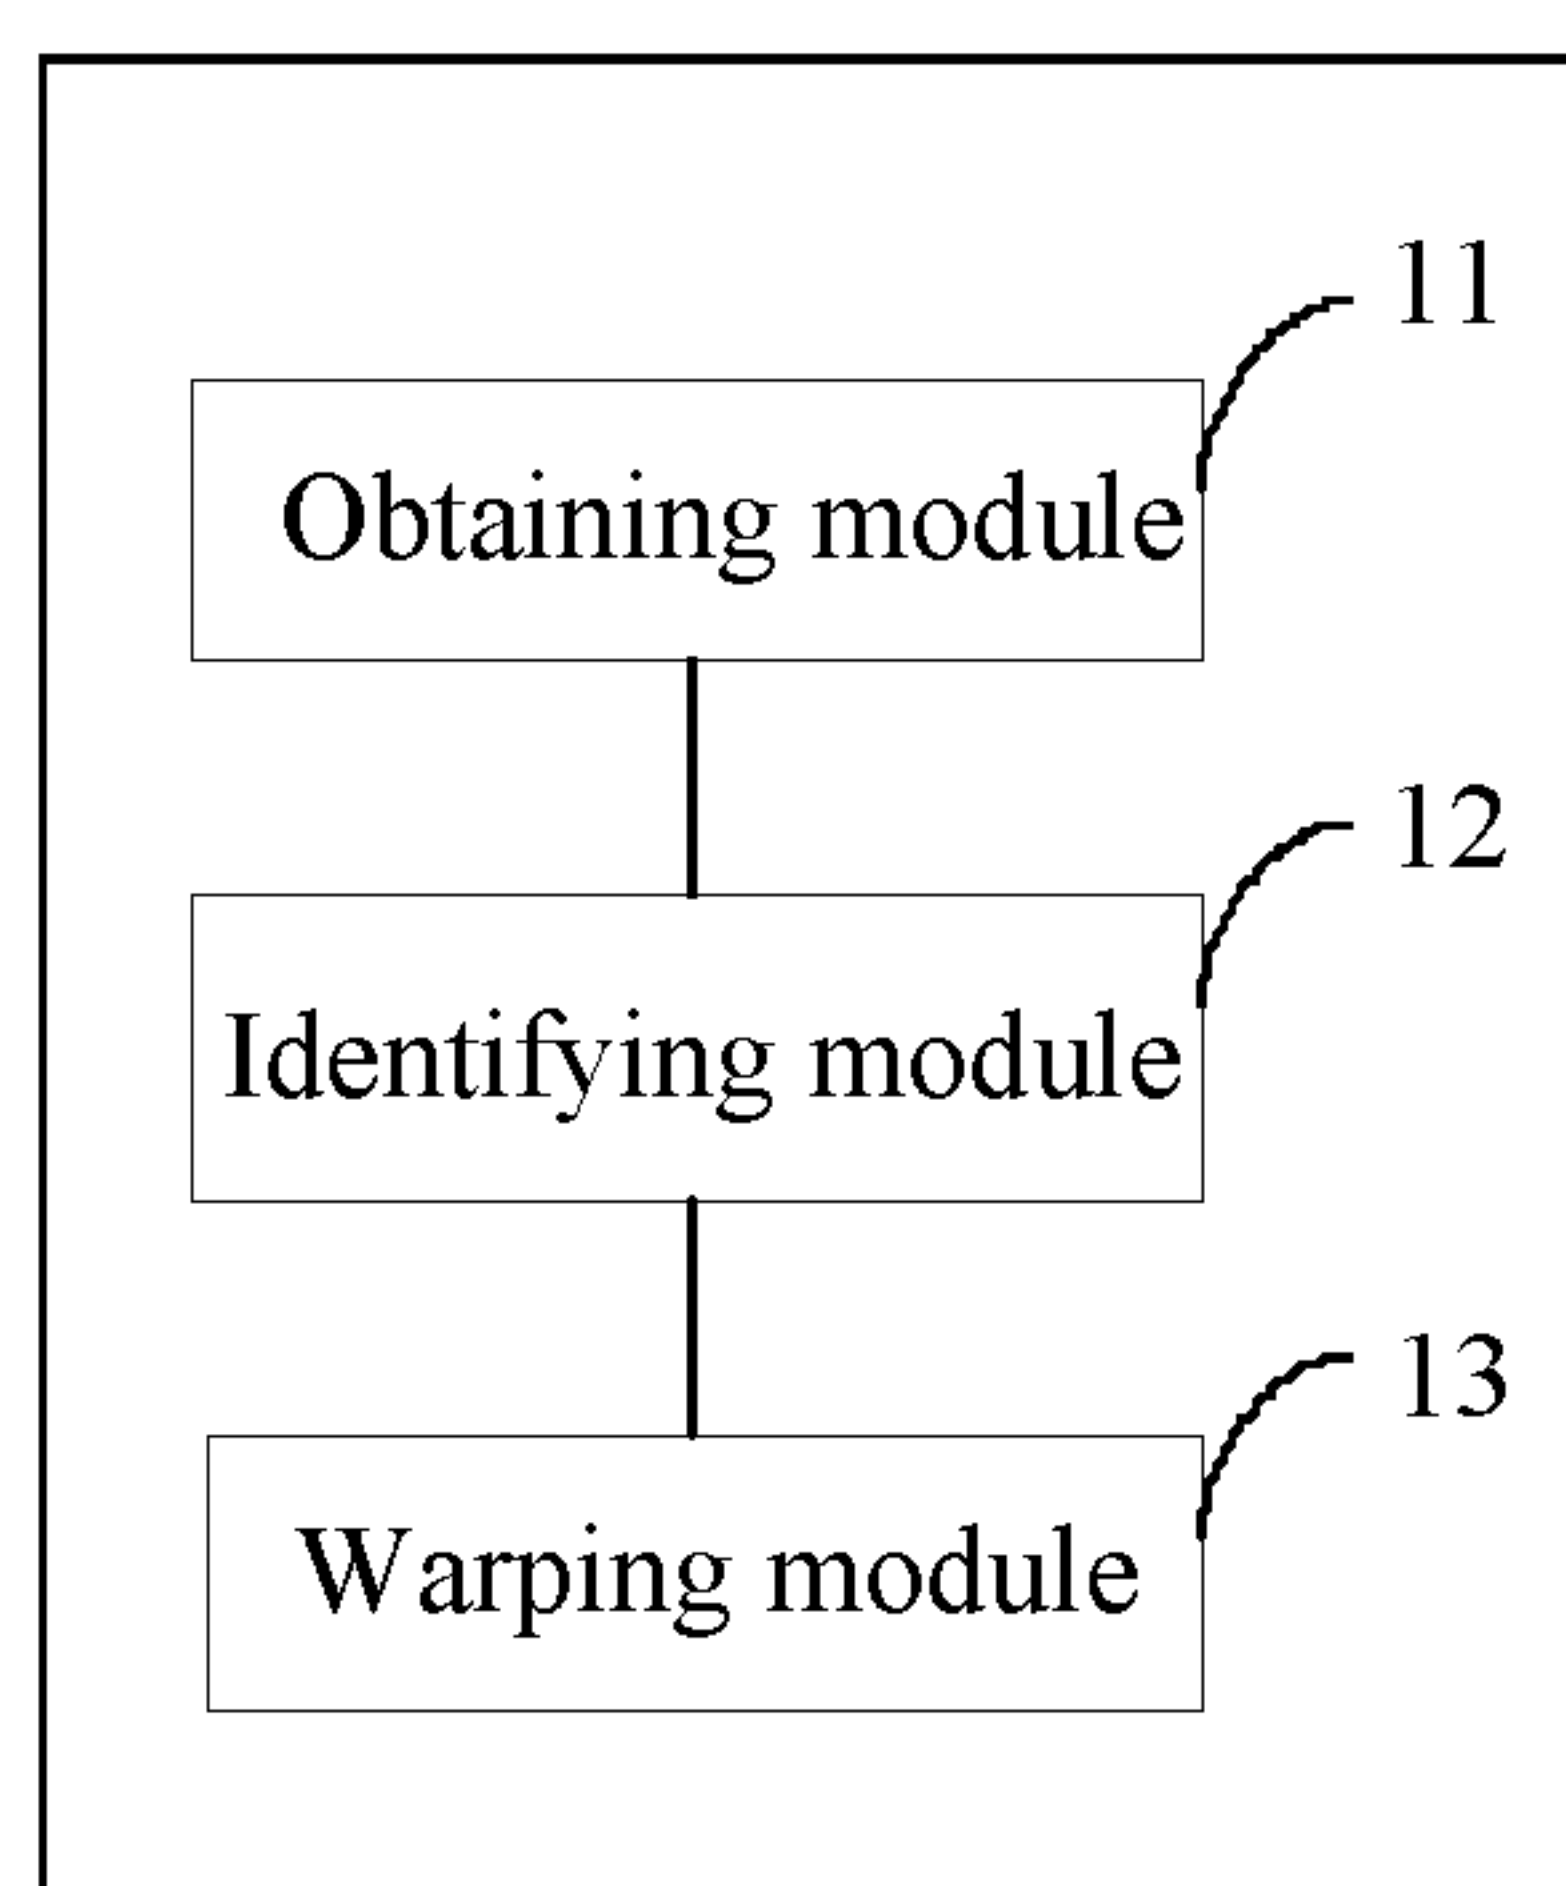 11
Obtaining module
12
Identifying module
13
Warping module